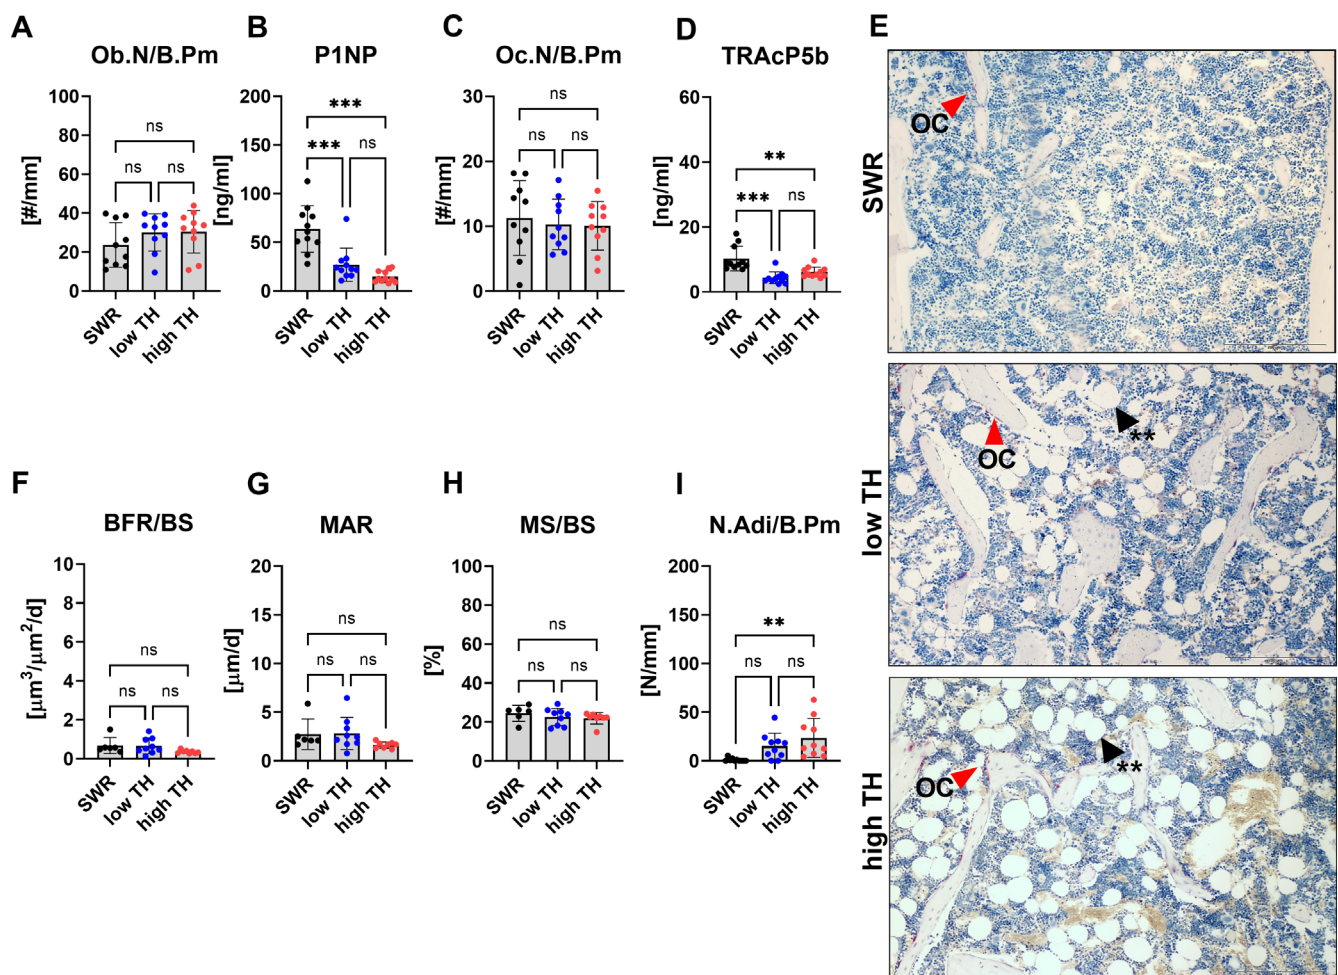 A
Ob.N/B.Pm
[#/mm]
100
80
60
40
20
0
ns
ns
ns
SWR
low TH
high TH
B
P1NP
[ng/ml]
200
150
100
50
0
***
***
ns
SWR
low TH
high TH
C
Oc.N/B.Pm
[#/mm]
30
20
10
0
ns
ns
ns
SWR
low TH
high TH
D
TRAcP5b
[ng/ml]
60
40
20
0
**
***
ns
SWR
low TH
high TH
E
SWR
OC
low TH
OC
**
high TH
OC
**
F
BFR/BS
[μm³/μm²/d]
10
8
6
4
2
0
ns
ns
ns
SWR
low TH
high TH
G
MAR
[μm/d]
20
15
10
5
0
ns
ns
ns
SWR
low TH
high TH
H
MS/BS
[%]
100
80
60
40
20
0
ns
ns
ns
SWR
low TH
high TH
I
N.Adi/B.Pm
[N/mm]
200
150
100
50
0
**
ns
ns
SWR
low TH
high TH